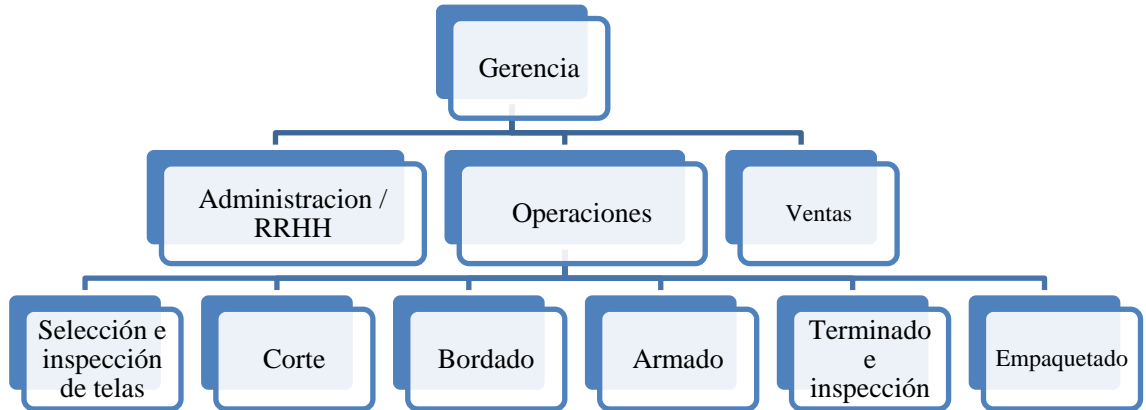 Gerencia
Administracion /
RRHH
Operaciones
Ventas
Selección e
inspección
de telas
Corte
Bordado
Armado
Terminado
e
inspección
Empaquetado